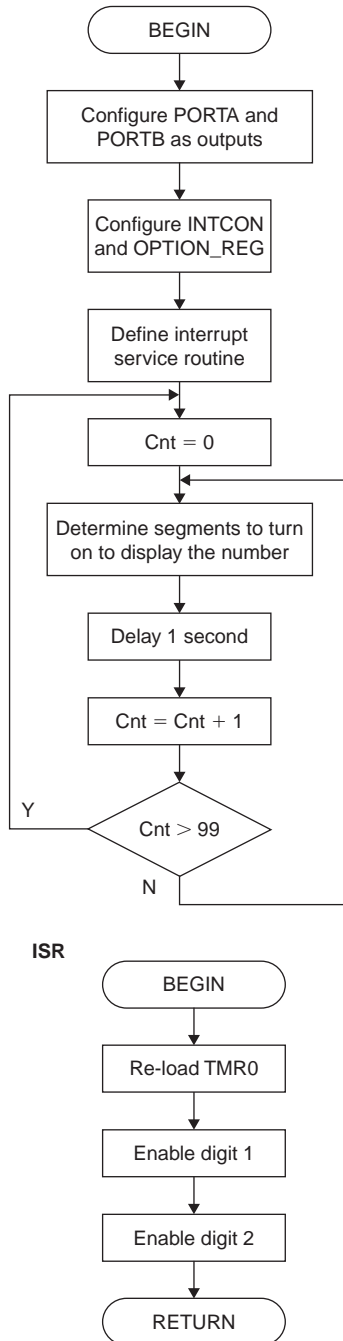 BEGIN
Configure PORTA and
PORTB as outputs
Configure INTCON
and OPTION_REG
Define interrupt
service routine
Cnt = 0
Determine segments to turn
on to display the number
Delay 1 second
Cnt = Cnt + 1
Y
Cnt > 99
N
ISR
BEGIN
Re-load TMR0
Enable digit 1
Enable digit 2
RETURN